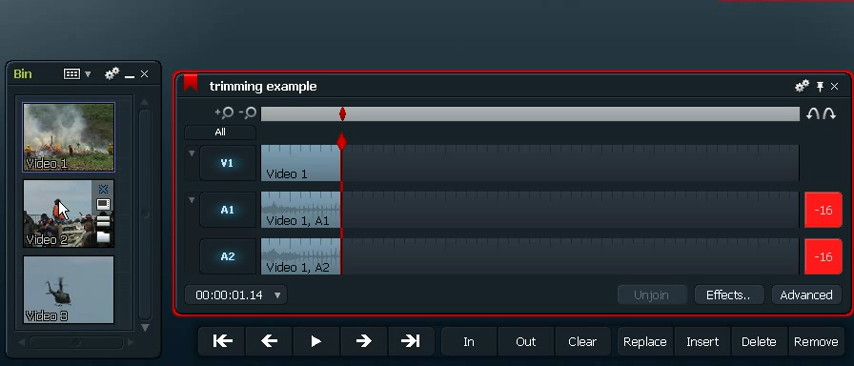 Bin
Video 1
Video 2
Video 3
trimming example
All
V1
Video 1
A1
Video 1, A1
-16
A2
Video 1, A2
-16
00:00:01.14
Unjoin
Effects..
Advanced
In
Out
Clear
Replace
Insert
Delete
Remove